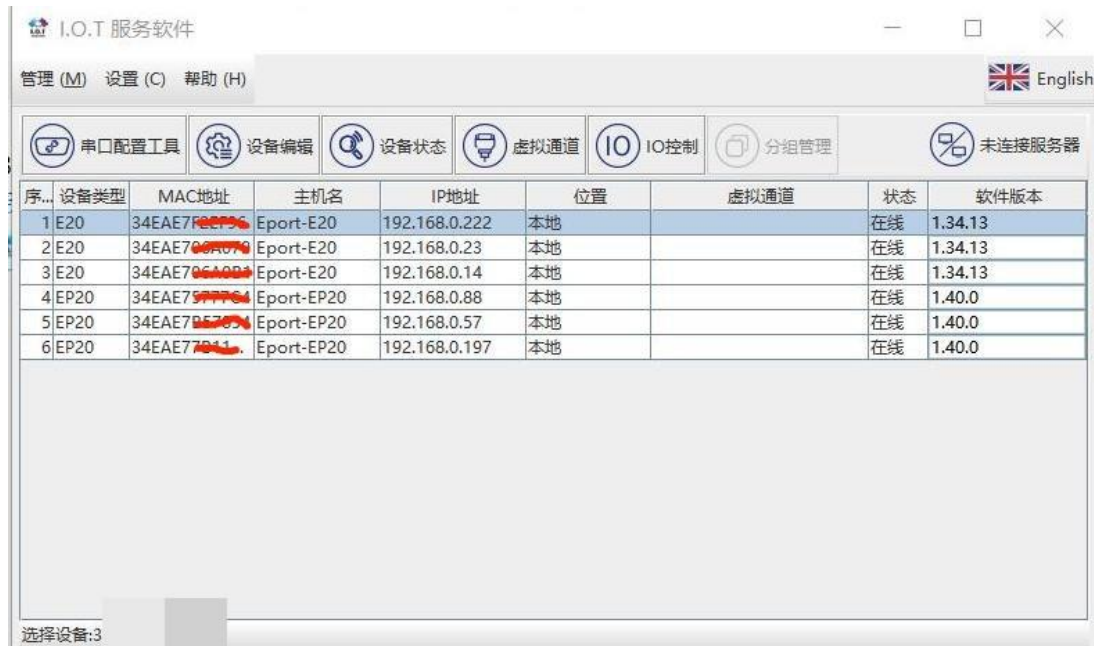 I.O.T 服务软件
管理 (M) 设置 (C) 帮助 (H) English
串口配置工具 设备编辑 设备状态 虚拟通道 IO IO控制 分组管理 未连接服务器
序... 设备类型 MAC地址 主机名 IP地址 位置 虚拟通道 状态 软件版本
1 E20 34EAE7 Eport-E20 192.168.0.222 本地 在线 1.34.13
2 E20 34EAE7 Eport-E20 192.168.0.23 本地 在线 1.34.13
3 E20 34EAE7 Eport-E20 192.168.0.14 本地 在线 1.34.13
4 EP20 34EAE7 Eport-EP20 192.168.0.88 本地 在线 1.40.0
5 EP20 34EAE7 Eport-EP20 192.168.0.57 本地 在线 1.40.0
6 EP20 34EAE7 Eport-EP20 192.168.0.197 本地 在线 1.40.0
选择设备:3